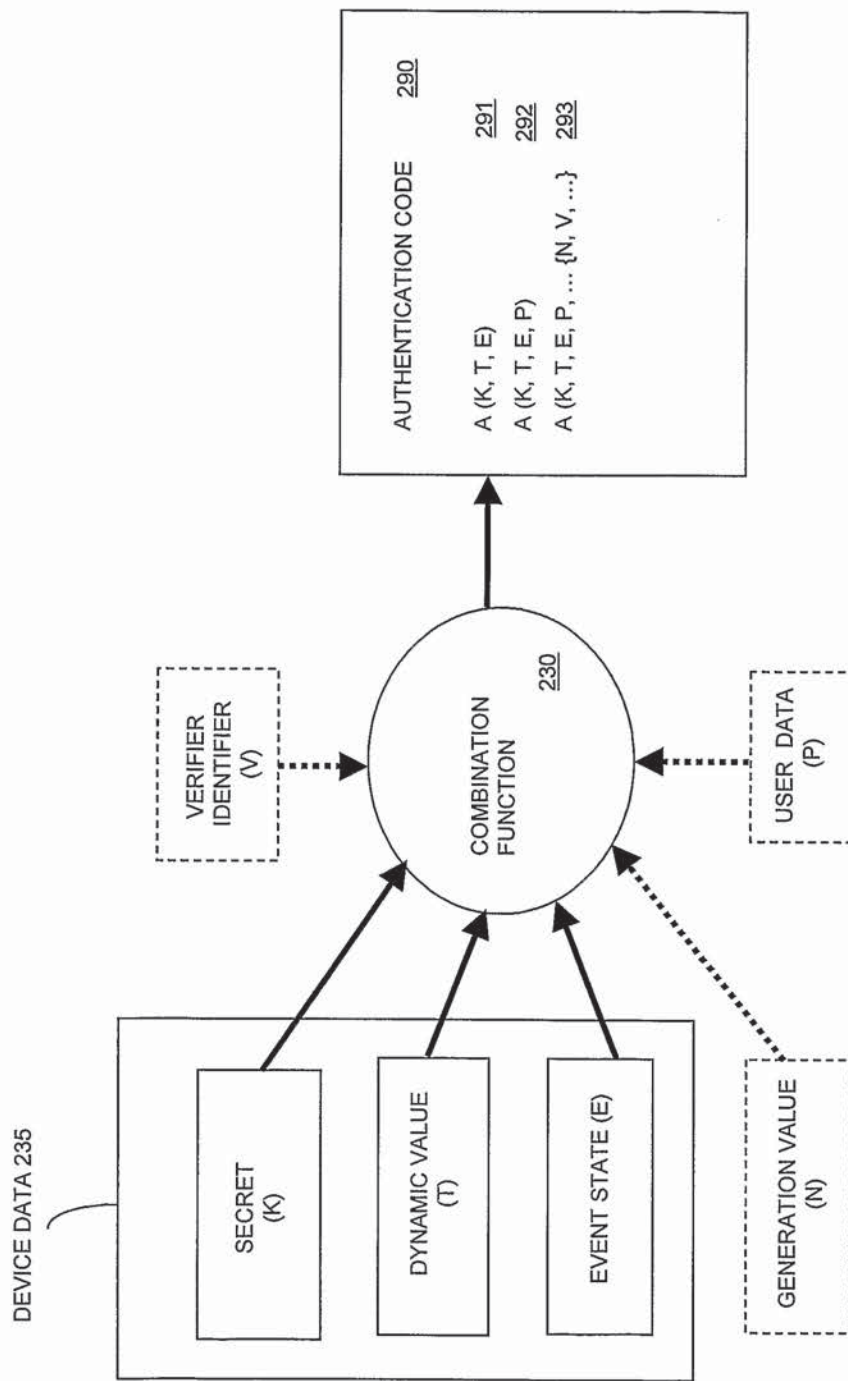 DEVICE DATA 235
SECRET
(K)
DYNAMIC VALUE
(T)
EVENT STATE (E)
GENERATION VALUE
(N)
VERIFIER
IDENTIFIER
(V)
COMBINATION
FUNCTION
230
USER DATA
(P)
AUTHENTICATION CODE 290
A (K, T, E) 291
A (K, T, E, P) 292
A (K, T, E, P, ... {N, V, ...} 293